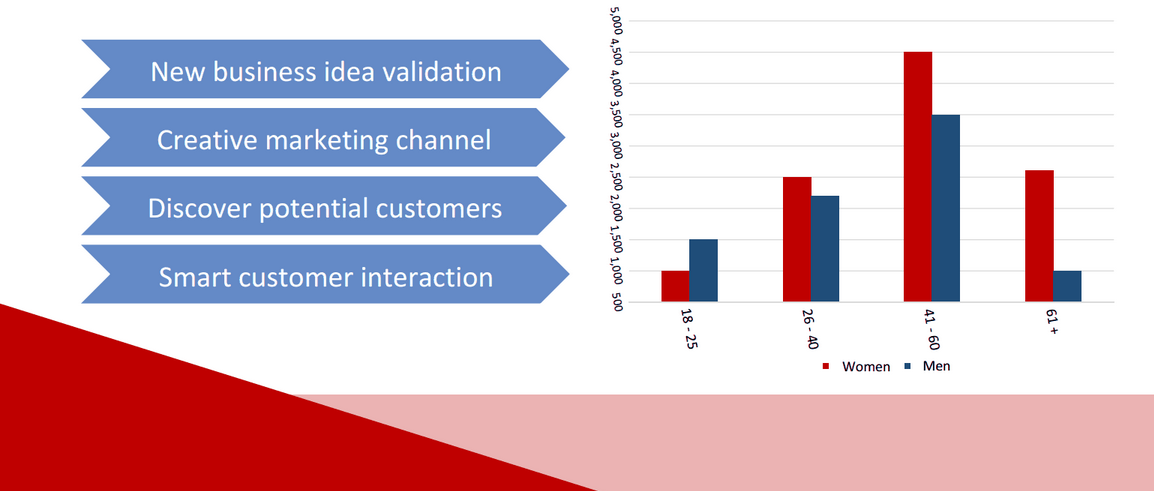 New business idea validation
Creative marketing channel
Discover potential customers
Smart customer interaction
5,000
4,500
4,000
3,500
3,000
2,500
2,000
1,500
1,000
500
18 - 25
26 - 40
41 - 60
61 +
Women
Men